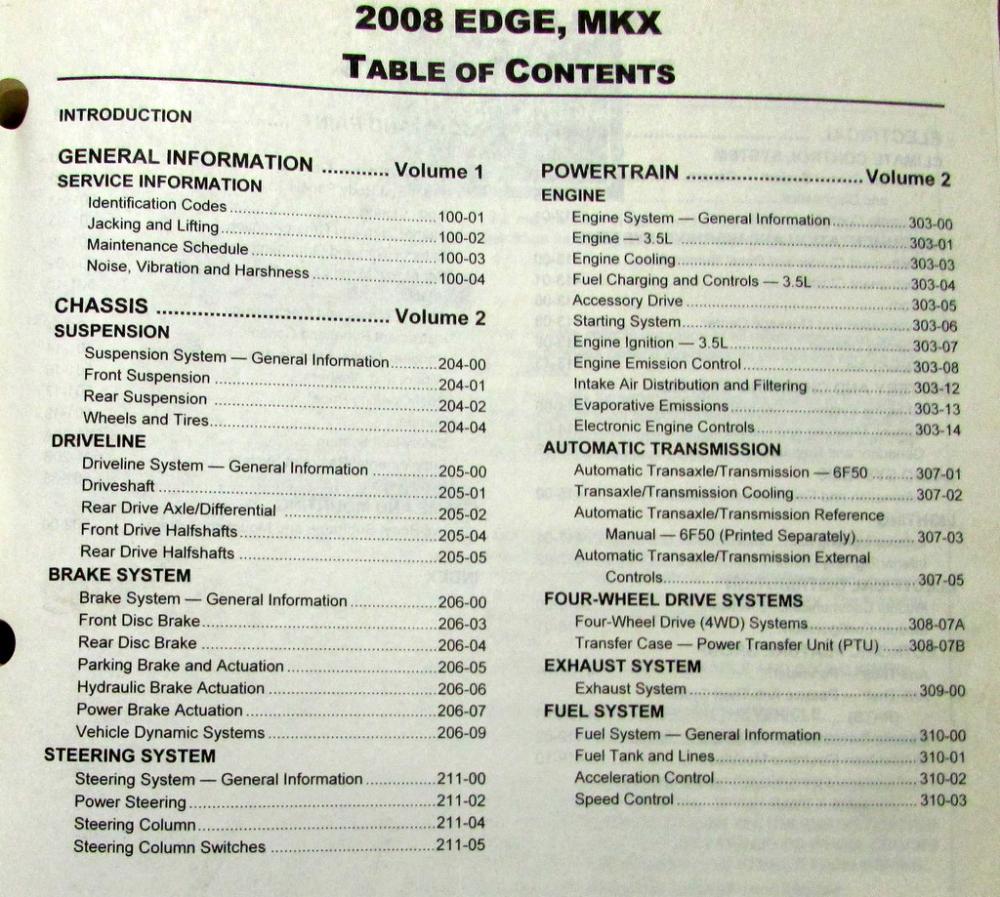 2008 EDGE, MKX
TABLE OF CONTENTS
INTRODUCTION
GENERAL INFORMATION ........... Volume 1
SERVICE INFORMATION
Identification Codes ........... 100-01
Jacking and Lifting ........... 100-02
Maintenance Schedule ........... 100-03
Noise, Vibration and Harshness ........... 100-04
CHASSIS ........... Volume 2
SUSPENSION
Suspension System — General Information ........... 204-00
Front Suspension ........... 204-01
Rear Suspension ........... 204-02
Wheels and Tires ........... 204-04
DRIVELINE
Driveline System — General Information ........... 205-00
Driveshaft ........... 205-01
Rear Drive Axle/Differential ........... 205-02
Front Drive Halfshafts ........... 205-04
Rear Drive Halfshafts ........... 205-05
BRAKE SYSTEM
Brake System — General Information ........... 206-00
Front Disc Brake ........... 206-03
Rear Disc Brake ........... 206-04
Parking Brake and Actuation ........... 206-05
Hydraulic Brake Actuation ........... 206-06
Power Brake Actuation ........... 206-07
Vehicle Dynamic Systems ........... 206-09
STEERING SYSTEM
Steering System — General Information ........... 211-00
Power Steering ........... 211-02
Steering Column ........... 211-04
Steering Column Switches ........... 211-05
POWERTRAIN ........... Volume 2
ENGINE
Engine System — General Information ........... 303-00
Engine — 3.5L ........... 303-01
Engine Cooling ........... 303-03
Fuel Charging and Controls — 3.5L ........... 303-04
Accessory Drive ........... 303-05
Starting System ........... 303-06
Engine Ignition — 3.5L ........... 303-07
Engine Emission Control ........... 303-08
Intake Air Distribution and Filtering ........... 303-12
Evaporative Emissions ........... 303-13
Electronic Engine Controls ........... 303-14
AUTOMATIC TRANSMISSION
Automatic Transaxle/Transmission — 6F50 ........... 307-01
Transaxle/Transmission Cooling ........... 307-02
Automatic Transaxle/Transmission Reference
Manual — 6F50 (Printed Separately) ........... 307-03
Automatic Transaxle/Transmission External
Controls ........... 307-05
FOUR-WHEEL DRIVE SYSTEMS
Four-Wheel Drive (4WD) Systems ........... 308-07A
Transfer Case — Power Transfer Unit (PTU) ........... 308-07B
EXHAUST SYSTEM
Exhaust System ........... 309-00
FUEL SYSTEM
Fuel System — General Information ........... 310-00
Fuel Tank and Lines ........... 310-01
Acceleration Control ........... 310-02
Speed Control ........... 310-03